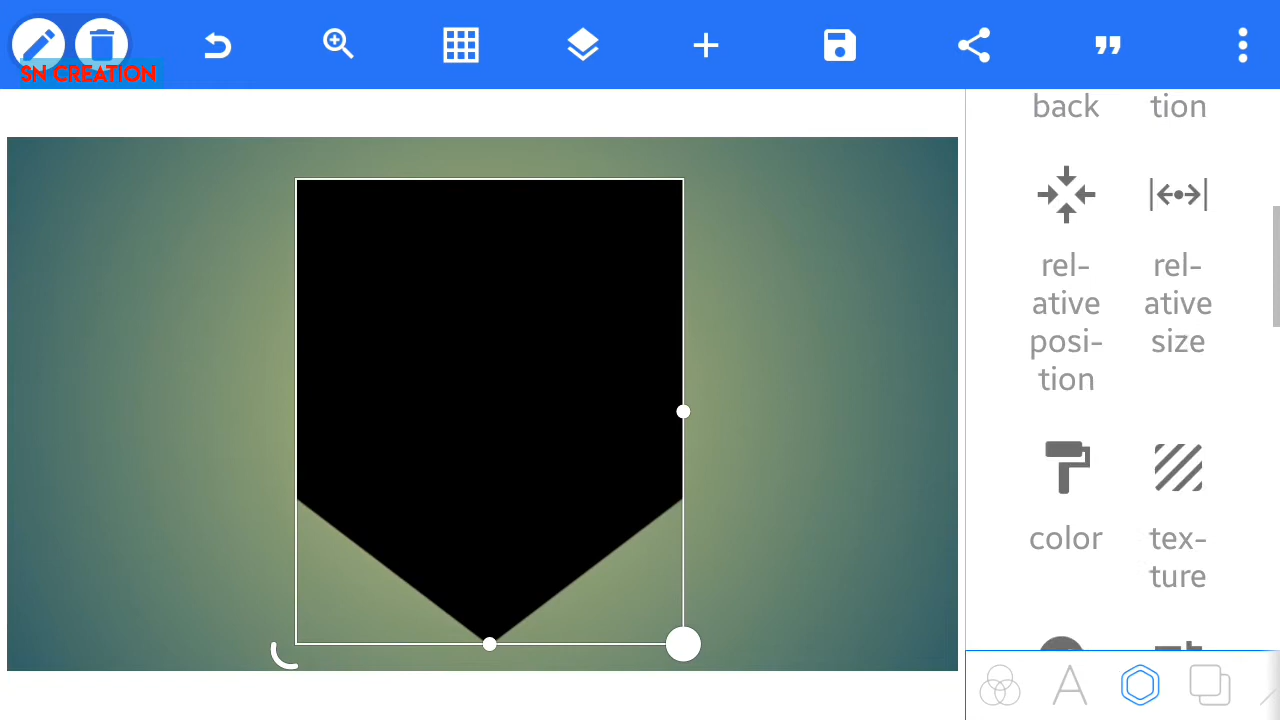 SN CREATION
back
tion
rel-
ative
posi-
tion
rel-
ative
size
color
tex-
ture